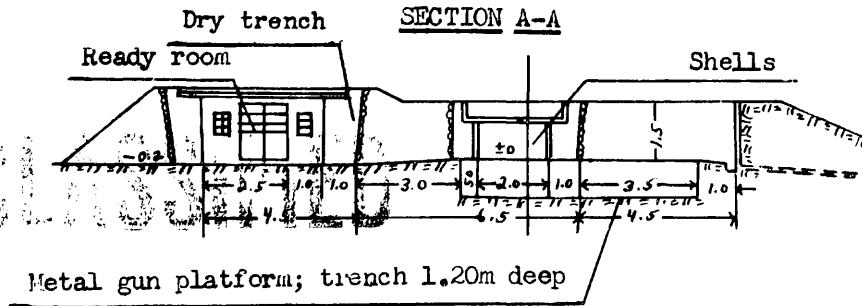 SECTION A-A
Dry trench
Ready room
Shells
-0.2
±0
1.5
2.5 1.0 1.0 3.0 50 2.0 1.0 3.5 1.0
4.5 6.5 4.5
Metal gun platform; trench 1.20m deep